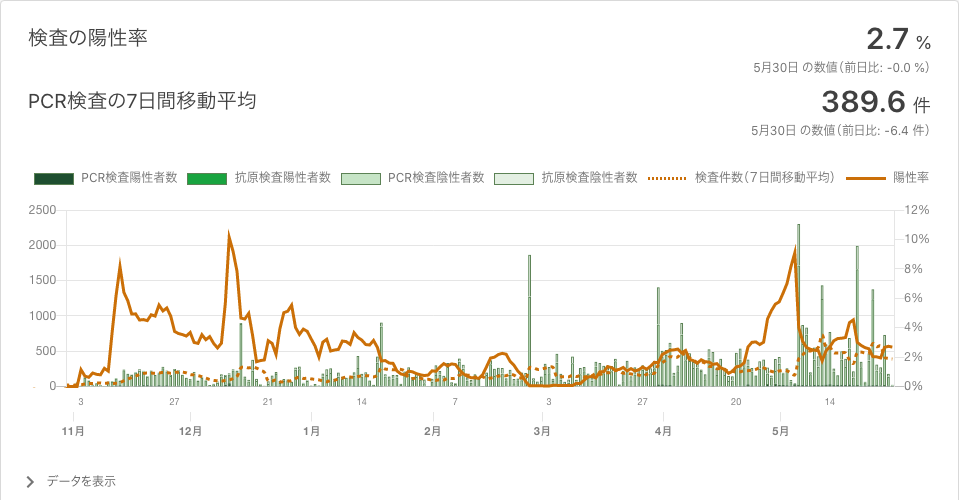 検査の陽性率
2.7 %
5月30日 の数値（前日比: -0.0 %）
PCR検査の7日間移動平均
389.6 件
5月30日 の数値（前日比: -6.4 件）
PCR検査陽性者数 抗原検査陽性者数 PCR検査陰性者数 抗原検査陰性者数 検査件数（7日間移動平均） 陽性率
2500 12%
2000 10%
1500 8%
1000 6%
500 4%
0 2%
0%
3 27 21 14 7 3 27 20 14
11月 12月 1月 2月 3月 4月 5月
データを表示